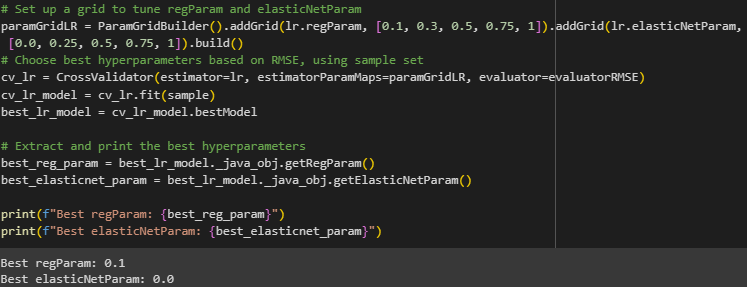 # Set up a grid to tune regParam and elasticNetParam
paramGridLR = ParamGridBuilder().addGrid(lr.regParam, [0.1, 0.3, 0.5, 0.75, 1]).addGrid(lr.elasticNetParam,
 [0.0, 0.25, 0.5, 0.75, 1]).build()
# Choose best hyperparameters based on RMSE, using sample set
cv_lr = CrossValidator(estimator=lr, estimatorParamMaps=paramGridLR, evaluator=evaluatorRMSE)
cv_lr_model = cv_lr.fit(sample)
best_lr_model = cv_lr_model.bestModel
# Extract and print the best hyperparameters
best_reg_param = best_lr_model._java_obj.getRegParam()
best_elasticnet_param = best_lr_model._java_obj.getElasticNetParam()
print(f"Best regParam: {best_reg_param}")
print(f"Best elasticNetParam: {best_elasticnet_param}")
Best regParam: 0.1
Best elasticNetParam: 0.0